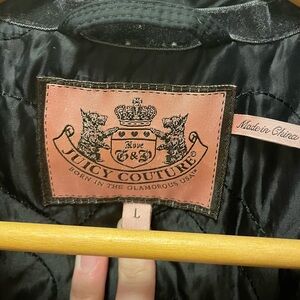 Love
G&P
JUICY COUTURE
BORN IN THE GLAMOROUS USA
Made in China
L